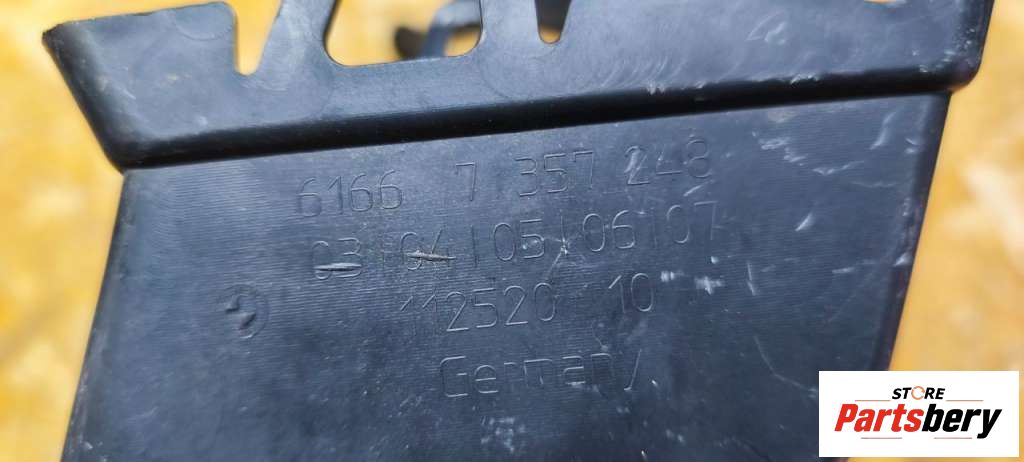 6166 7 357 248
03|04|05|06|07
112520 10
Germany
STORE
Partsbery